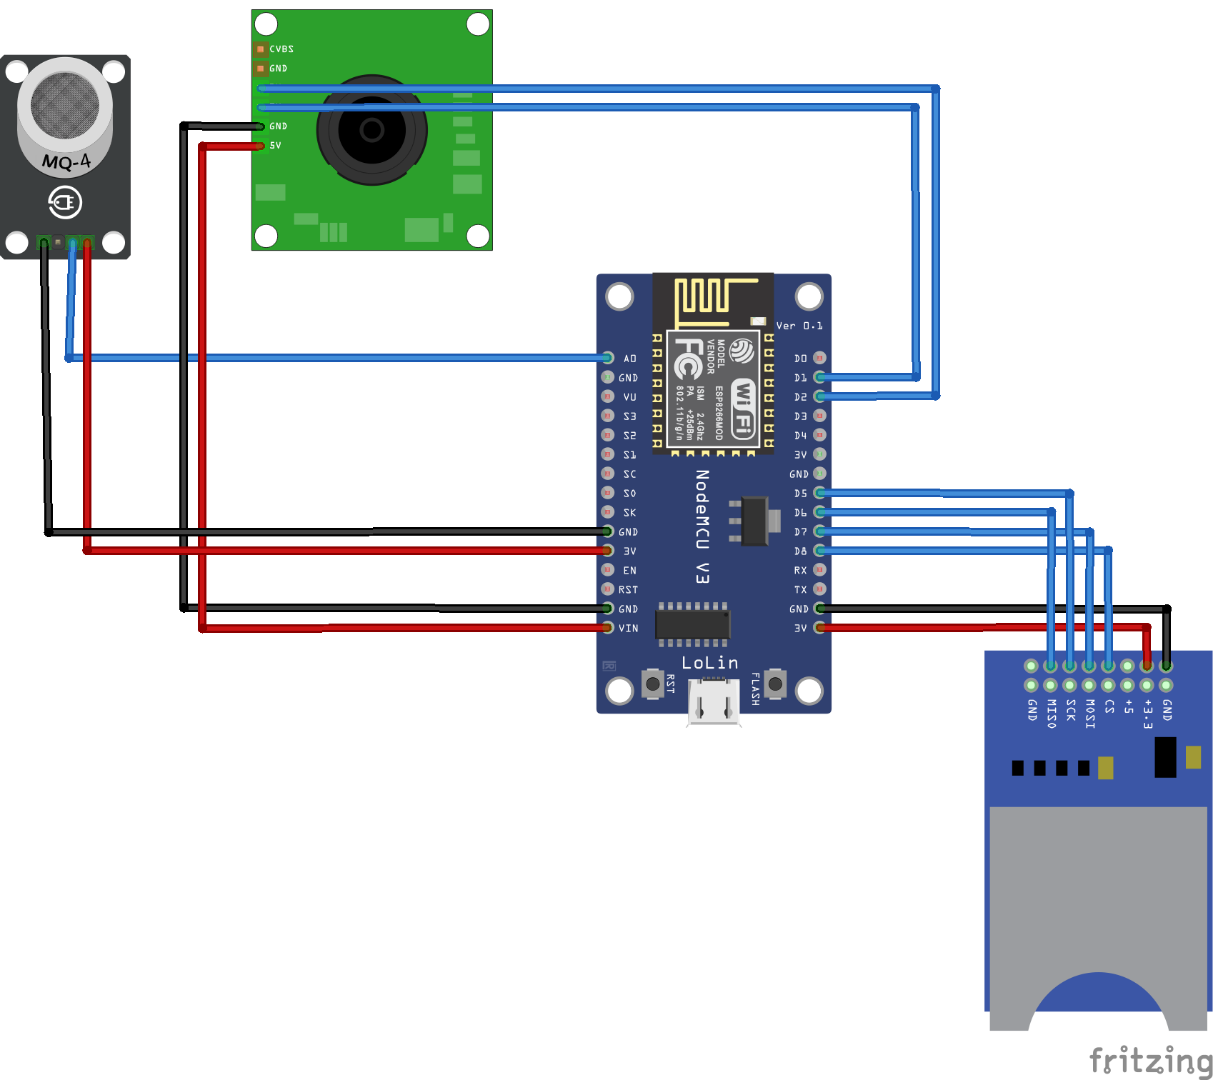 CVBS
GND
GND
5V
MQ-4
Ver 0.1
MODEL
VENDOR
ESP8266MOD
FC
WiFi
ISM 2.4GHz
PA +25dBm
802.11b/g/n
A0
GND
VU
S3
S2
S1
SC
S0
SK
GND
3V
EN
RST
GND
VIN
D0
D1
D2
D3
D4
3V
GND
D5
D6
D7
D8
RX
TX
GND
3V
NodeMCU V3
LoLin
RST
FLASH
GND
MISO
SCK
MOSI
CS
+5
+3.3
GND
fritzing